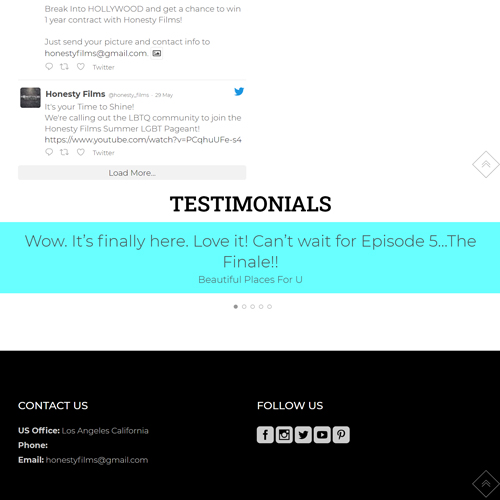 Break Into HOLLYWOOD and get a chance to win
1 year contract with Honesty Films!
Just send your picture and contact info to
honestyfilms@gmail.com.
Twitter
Honesty Films @honesty_films · 29 May
It's your Time to Shine!
We're calling out the LBTQ community to join the
Honesty Films Summer LGBT Pageant!
https://www.youtube.com/watch?v=PCqhuUFe-s4
Twitter
Load More...
TESTIMONIALS
Wow. It's finally here. Love it! Can't wait for Episode 5...The
Finale!!
Beautiful Places For U
CONTACT US
FOLLOW US
US Office: Los Angeles California
Phone:
Email: honestyfilms@gmail.com